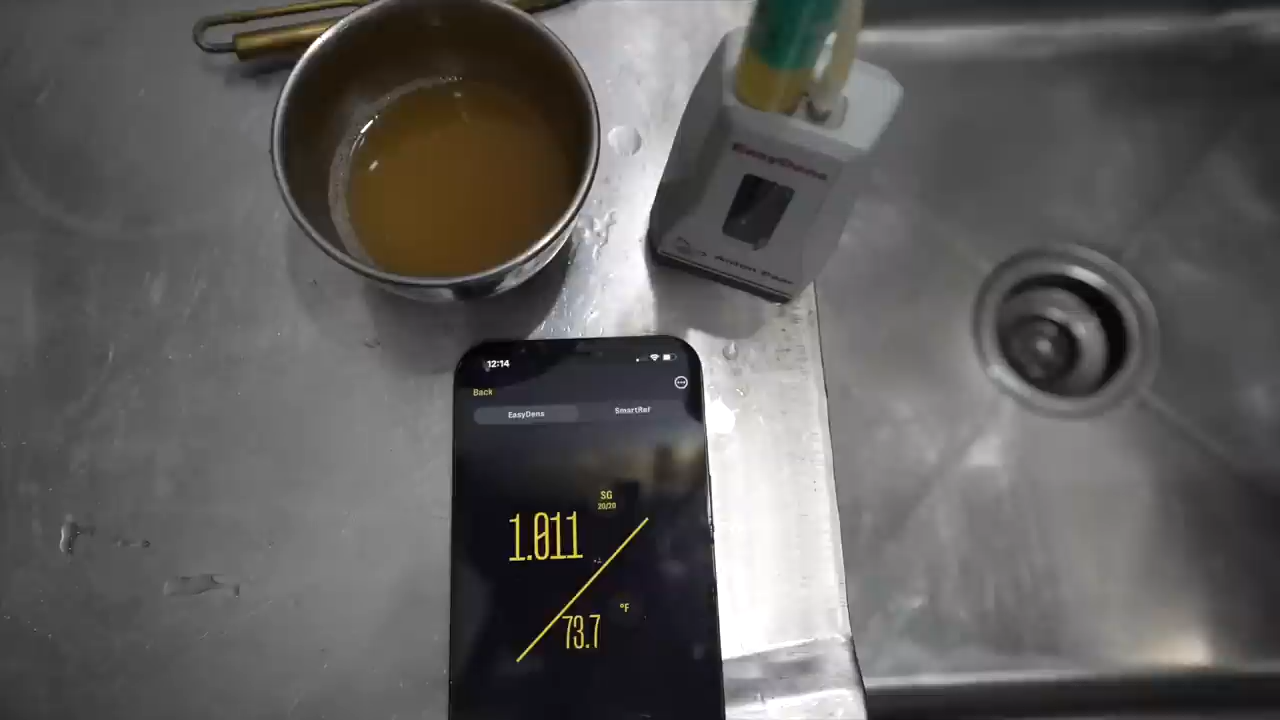 EasyDens
Anton Paar
12:14
Back
EasyDens SmartRef
SG
20/20
1.011
°F
73.7